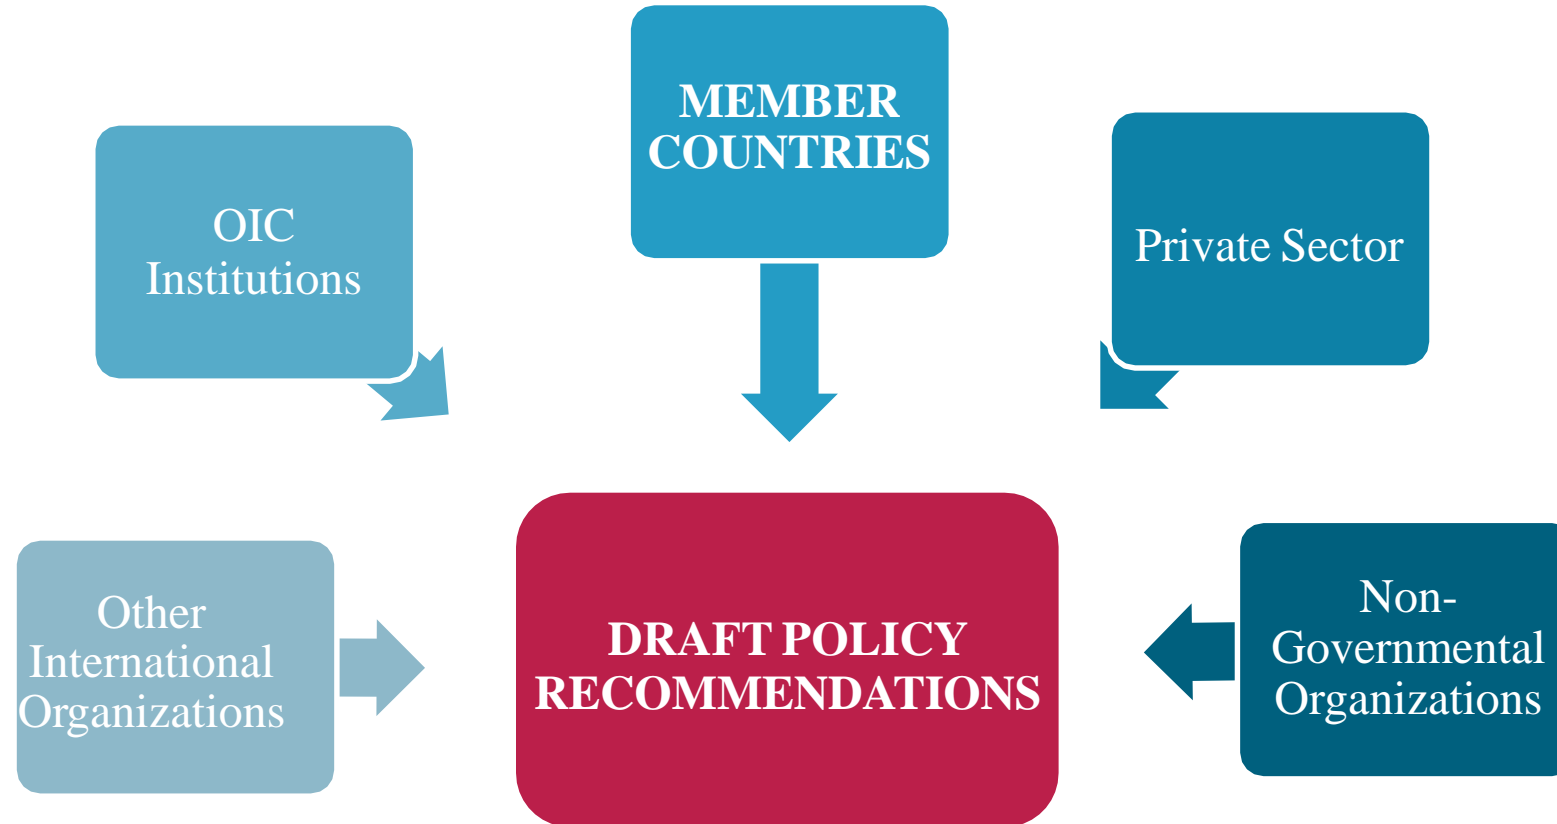 MEMBER
COUNTRIES
OIC
Institutions
Private Sector
Other
International
Organizations
DRAFT POLICY
RECOMMENDATIONS
Non-
Governmental
Organizations